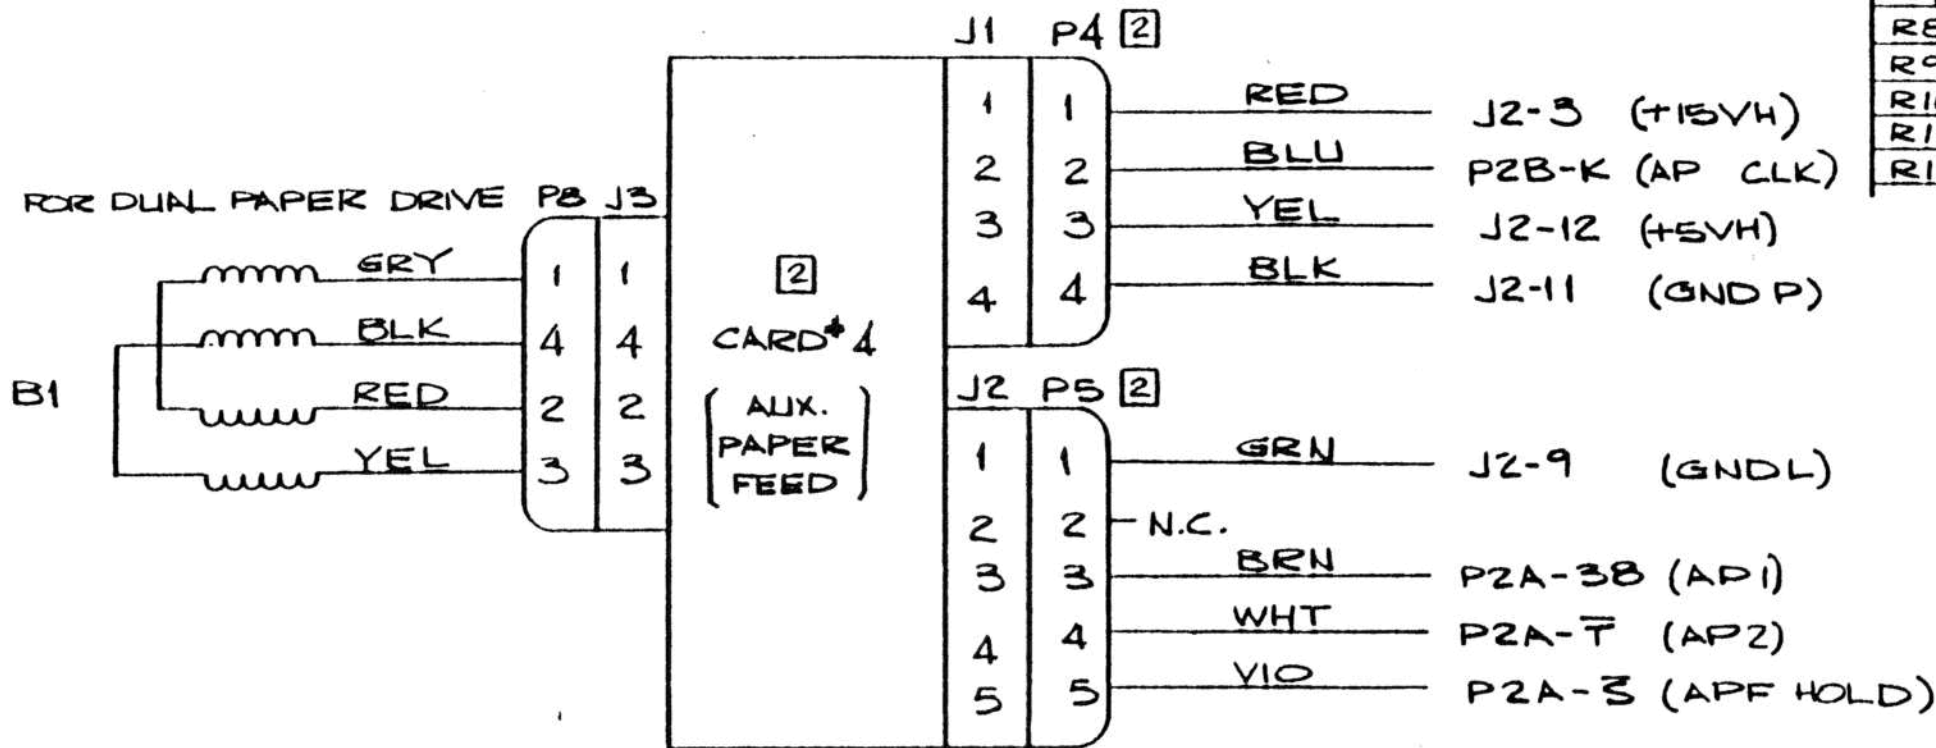 J1 P4 2
1 1 RED J2-3 (+15VH)
2 2 BLU P2B-K (AP CLK)
3 3 YEL J2-12 (+5VH)
4 4 BLK J2-11 (GND P)
FOR DUAL PAPER DRIVE P8 J3
GRY 1 1
BLK 4 4
B1 RED 2 2
YEL 3 3
2
CARD# 4
(AUX.
PAPER
FEED)
J2 P5 2
1 1 GRN J2-9 (GNDL)
2 2 N.C.
3 3 BRN P2A-38 (AP1)
4 4 WHT P2A-T̅ (AP2)
5 5 VIO P2A-S̅ (APF HOLD)